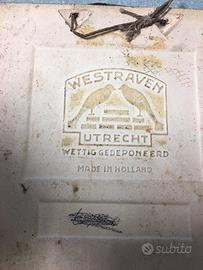 WESTRAVEN
UTRECHT
WETTIG GEDEPONEERD
MADE IN HOLLAND
subito